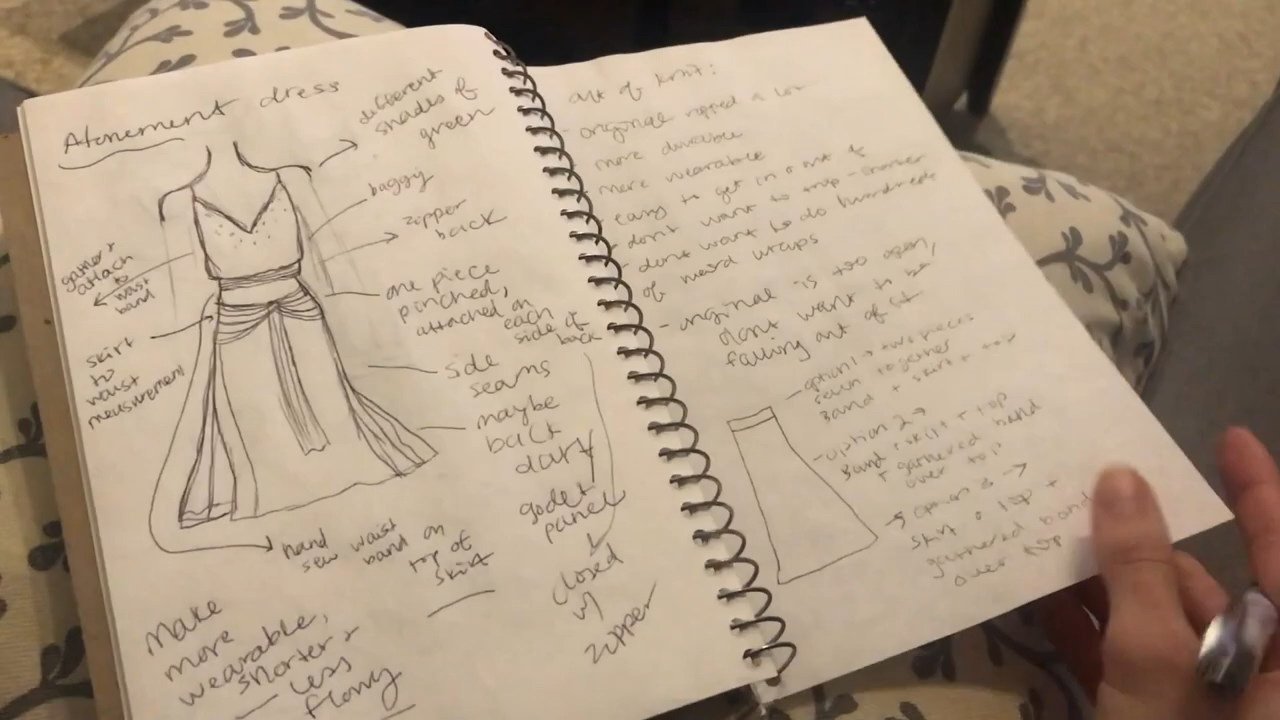 Atonement dress
different
shades of
green
baggy
zipper
back
gather +
attach
to
waist
band
one piece
pinched,
attached on
each
side of
back
skirt
to
waist
measurement
side
seams
maybe
back
dart
godet
panel
closed
w/
zipper
hand
sew waist
band on
top of
skirt
Make
more
wearable,
shorter +
less
flowy
out of knit:
- original ripped a lot
- more durable
- more wearable
- easy to get in & out of
- don't want to trip - shorter
- dont want to do hundreds
of weird wraps
- original is too open,
dont want to be
falling out of it
- option 1 → two pieces
sewn together
band + skirt + top
- option 2 →
band + skirt + top
+ gathered band
over top
option 3 →
skirt + top +
gathered band
over top